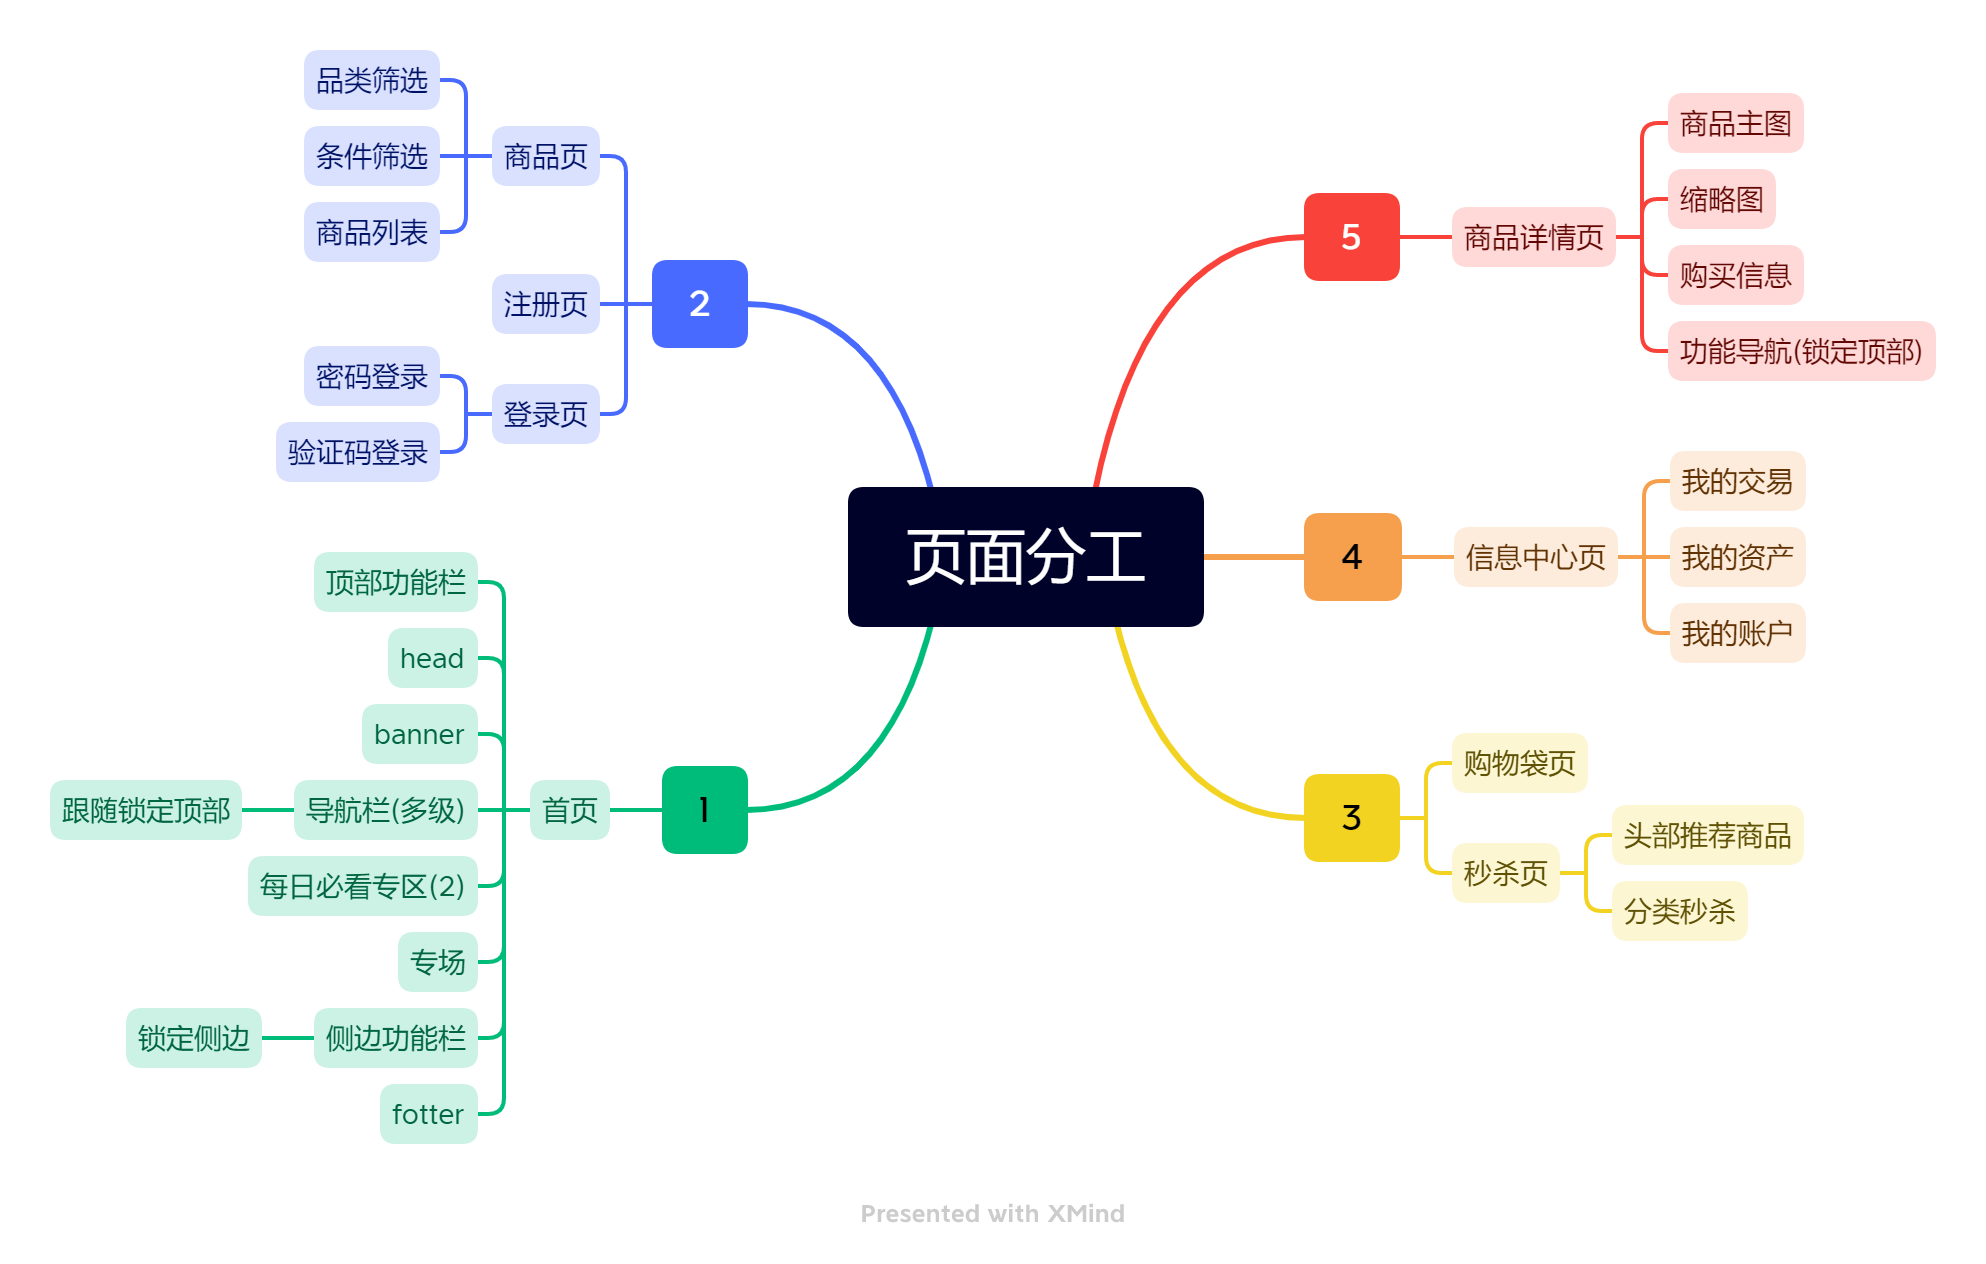 页面分工
1
首页
顶部功能栏
head
banner
导航栏(多级)
跟随锁定顶部
每日必看专区(2)
专场
侧边功能栏
锁定侧边
fotter
2
商品页
品类筛选
条件筛选
商品列表
注册页
登录页
密码登录
验证码登录
3
购物袋页
秒杀页
头部推荐商品
分类秒杀
4
信息中心页
我的交易
我的资产
我的账户
5
商品详情页
商品主图
缩略图
购买信息
功能导航(锁定顶部)
Presented with XMind